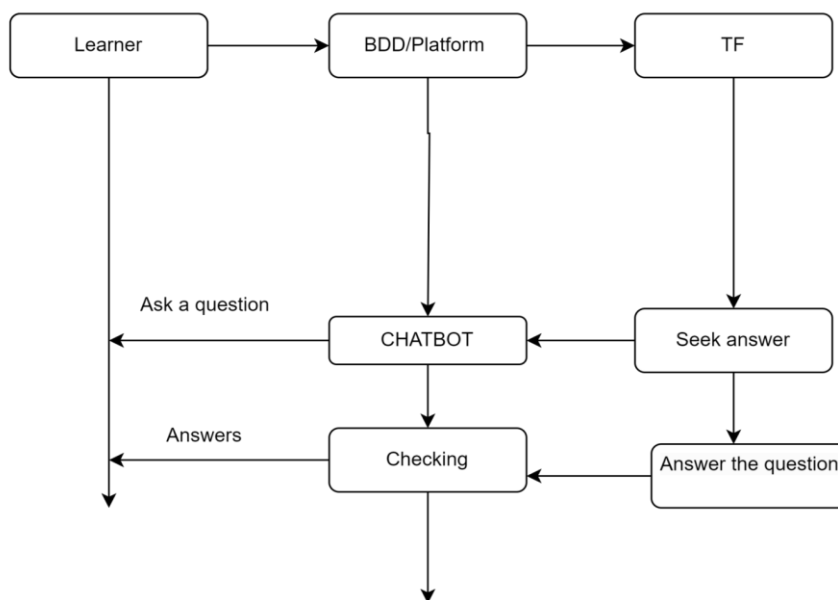 Learner
BDD/Platform
TF
Ask a question
CHATBOT
Seek answer
Answers
Checking
Answer the question